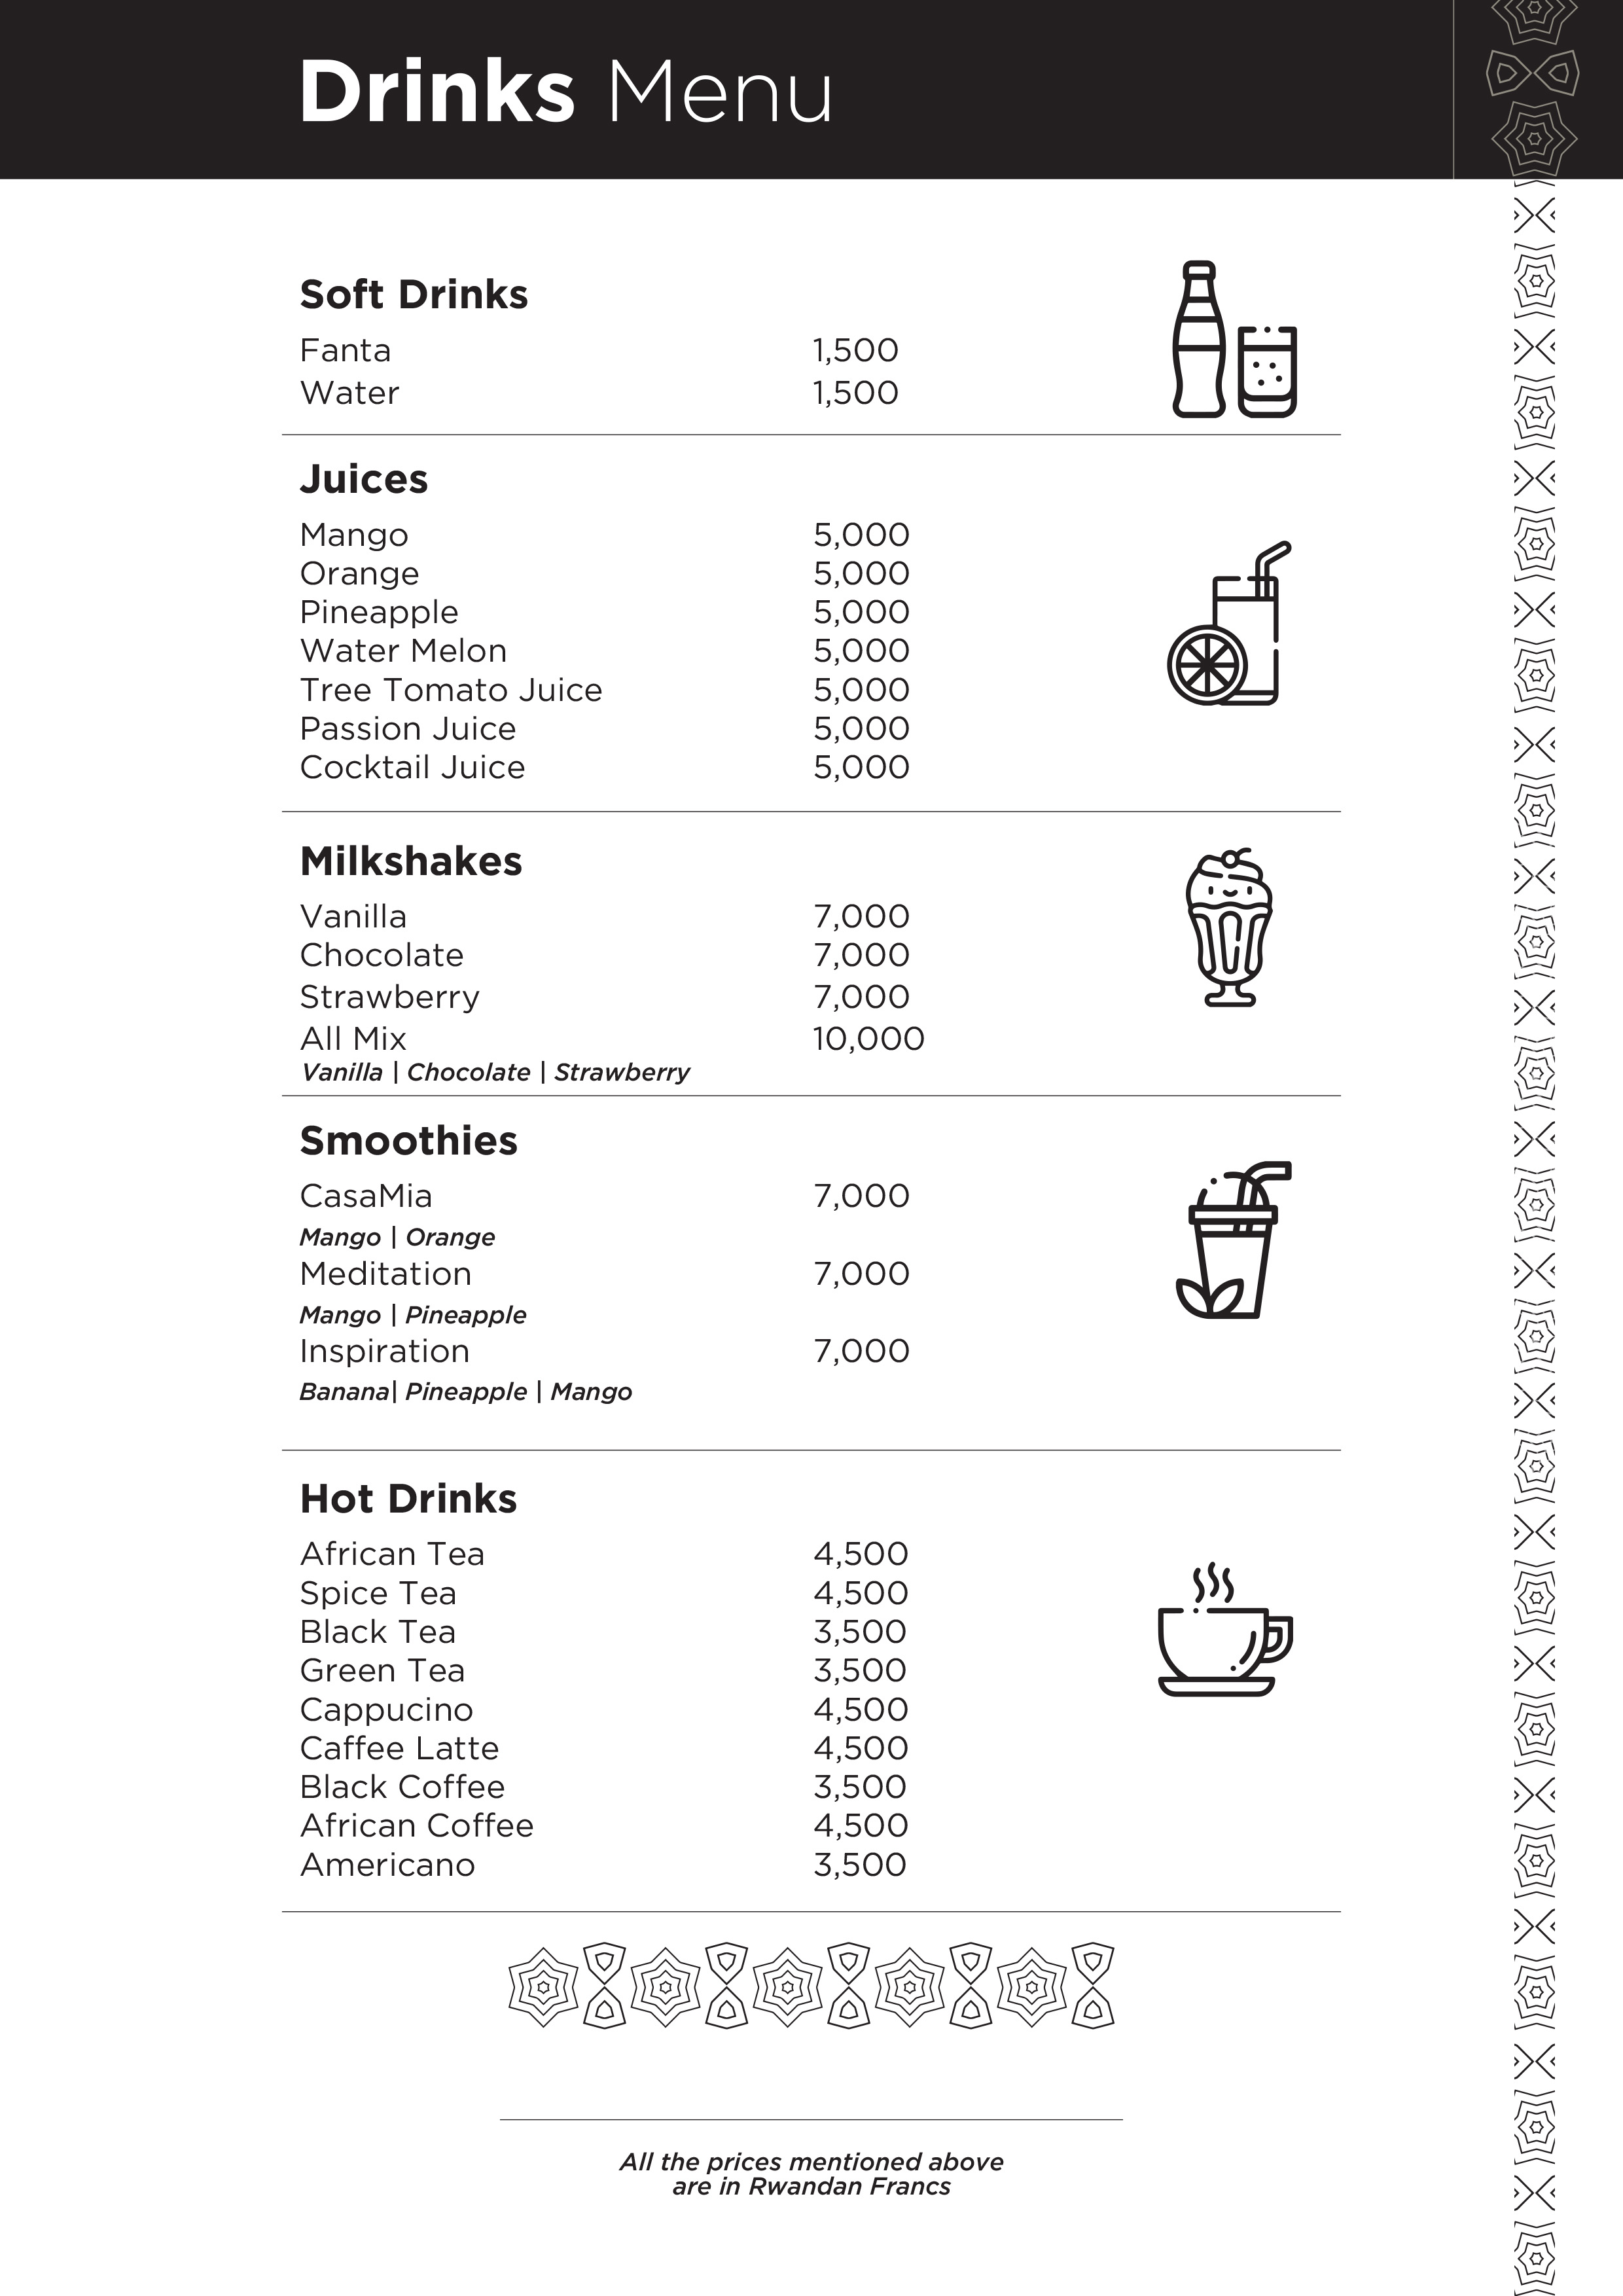 Drinks Menu
Soft Drinks
Fanta 1,500
Water 1,500
Juices
Mango 5,000
Orange 5,000
Pineapple 5,000
Water Melon 5,000
Tree Tomato Juice 5,000
Passion Juice 5,000
Cocktail Juice 5,000
Milkshakes
Vanilla 7,000
Chocolate 7,000
Strawberry 7,000
All Mix 10,000
Vanilla | Chocolate | Strawberry
Smoothies
CasaMia 7,000
Mango | Orange
Meditation 7,000
Mango | Pineapple
Inspiration 7,000
Banana| Pineapple | Mango
Hot Drinks
African Tea 4,500
Spice Tea 4,500
Black Tea 3,500
Green Tea 3,500
Cappucino 4,500
Caffee Latte 4,500
Black Coffee 3,500
African Coffee 4,500
Americano 3,500
All the prices mentioned above
are in Rwandan Francs